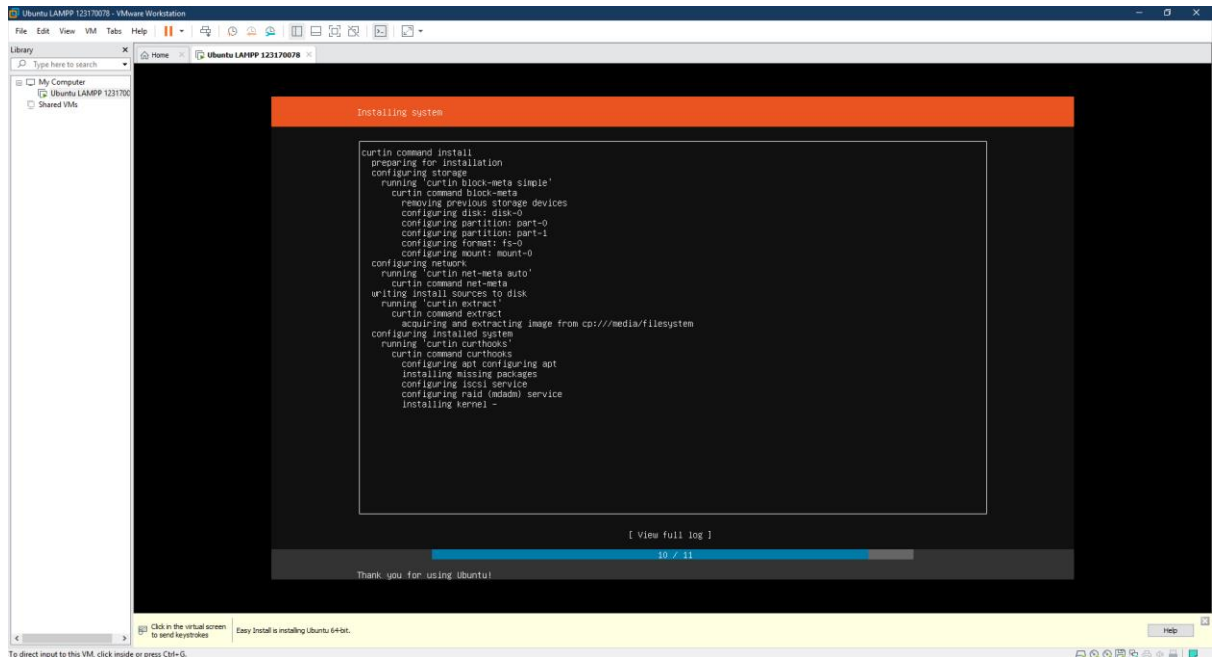 Ubuntu LAMPP 123170078 - VMware Workstation
File Edit View VM Tabs Help
Library
Type here to search
My Computer
Ubuntu LAMPP 123170
Shared VMs
Home
Ubuntu LAMPP 123170078
Installing system
curtin command install
preparing for installation
configuring storage
running 'curtin block-meta simple'
curtin command block-meta
removing previous storage devices
configuring disk: disk-0
configuring partition: part-0
configuring partition: part-1
configuring format: fs-0
configuring mount: mount-0
configuring network
running 'curtin net-meta auto'
curtin command net-meta
writing install sources to disk
running 'curtin extract'
curtin command extract
acquiring and extracting image from cp:///media/filesystem
configuring installed system
running 'curtin curthooks'
curtin command curthooks
configuring apt configuring apt
installing missing packages
configuring iscsi service
configuring raid (mdadm) service
installing kernel -
[ View full log ]
10 / 11
Thank you for using Ubuntu!
Click in the virtual screen
to send keystrokes
Easy Install is installing Ubuntu 64-bit.
Help
To direct input to this VM, click inside or press Ctrl+G.